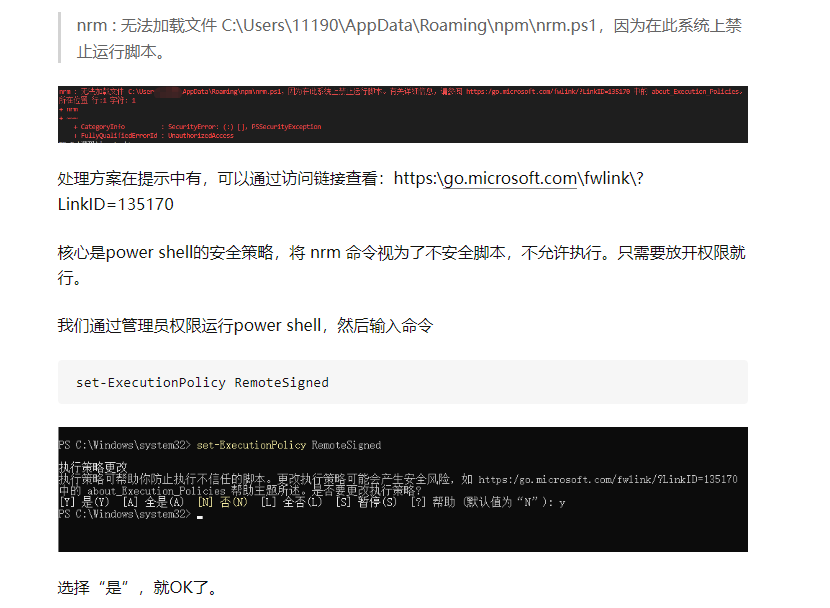 nrm : 无法加载文件 C:\Users\11190\AppData\Roaming\npm\nrm.ps1，因为在此系统上禁
止运行脚本。
nrm : 无法加载文件 C:\User AppData\Roaming\npm\nrm.ps1，因为在此系统上禁止运行脚本。有关详细信息，请参阅 https:/go.microsoft.com/fwlink/?LinkID=135170 中的 about_Execution_Policies。
所在位置 行:1 字符: 1
+ nrm
+ ~~~
+ CategoryInfo : SecurityError: (:) [], PSSecurityException
+ FullyQualifiedErrorId : UnauthorizedAccess
处理方案在提示中有，可以通过访问链接查看：https:\go.microsoft.com\fwlink\?
LinkID=135170
核心是power shell的安全策略，将 nrm 命令视为了不安全脚本，不允许执行。只需要放开权限就
行。
我们通过管理员权限运行power shell，然后输入命令
set-ExecutionPolicy RemoteSigned
PS C:\Windows\system32> set-ExecutionPolicy RemoteSigned
执行策略更改
执行策略可帮助你防止执行不信任的脚本。更改执行策略可能会产生安全风险，如 https:/go.microsoft.com/fwlink/?LinkID=135170
中的 about_Execution_Policies 帮助主题所述。是否要更改执行策略?
[Y] 是(Y) [A] 全是(A) [N] 否(N) [L] 全否(L) [S] 暂停(S) [?] 帮助 (默认值为“N”): y
PS C:\Windows\system32>
选择“是”，就OK了。